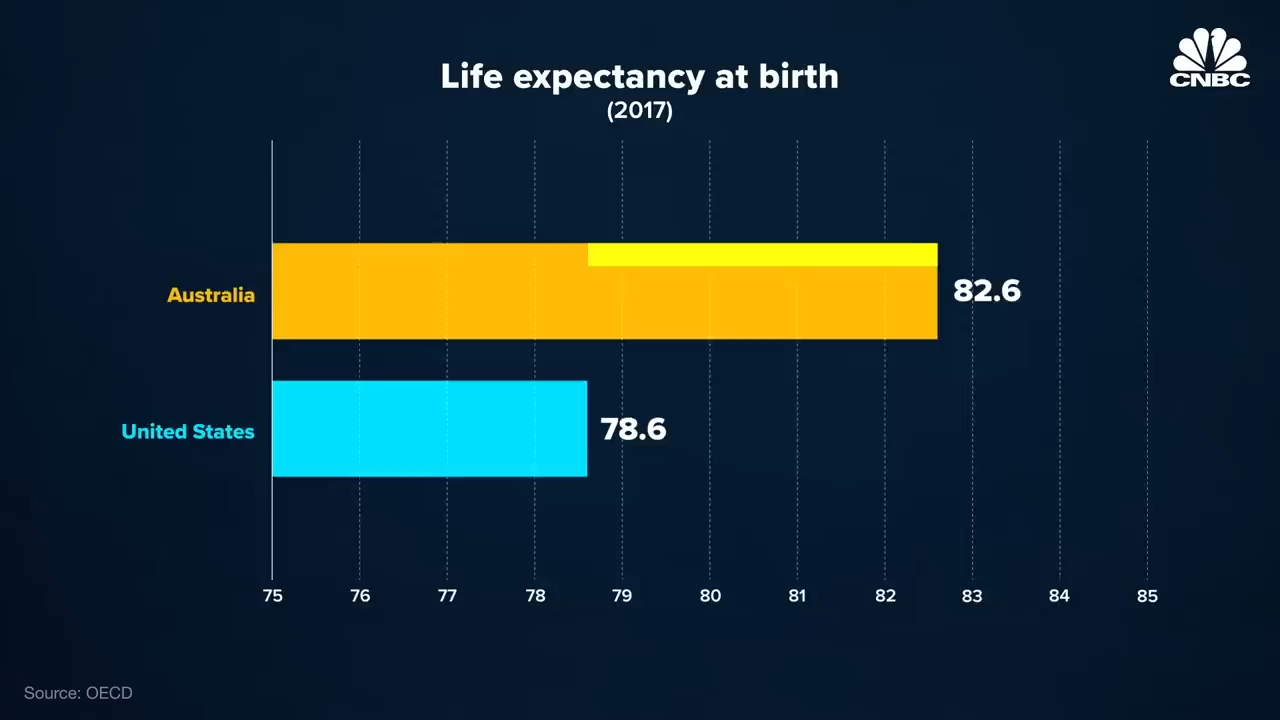 CNBC
Life expectancy at birth
(2017)
Australia
82.6
United States
78.6
75 76 77 78 79 80 81 82 83 84 85
Source: OECD